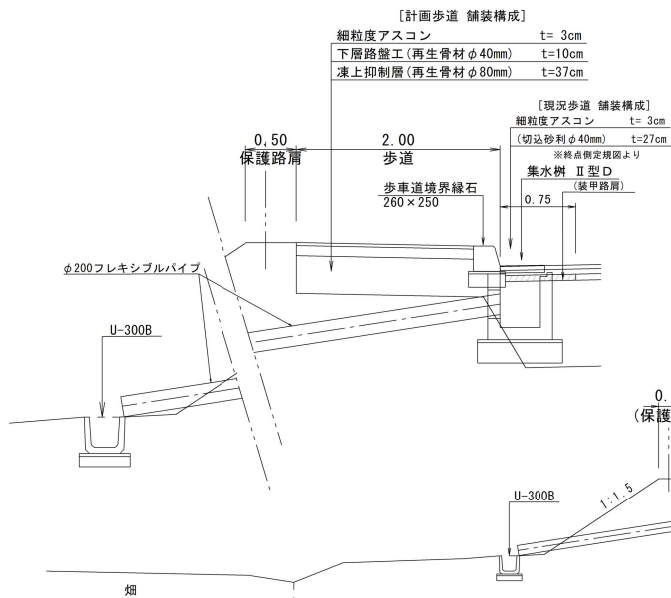 [計画歩道 舗装構成]
細粒度アスコン t= 3cm
下層路盤工(再生骨材φ40mm) t=10cm
凍上抑制層(再生骨材φ80mm) t=37cm
[現況歩道 舗装構成]
細粒度アスコン t= 3cm
(切込砂利φ40mm) t=27cm
※終点側定規図より
0.50
保護路肩
2.00
歩道
集水桝 Ⅱ型D
(装甲路肩)
歩車道境界縁石
260×250
0.75
φ200フレキシブルパイプ
U-300B
0.
(保護
U-300B
1:1.5
畑